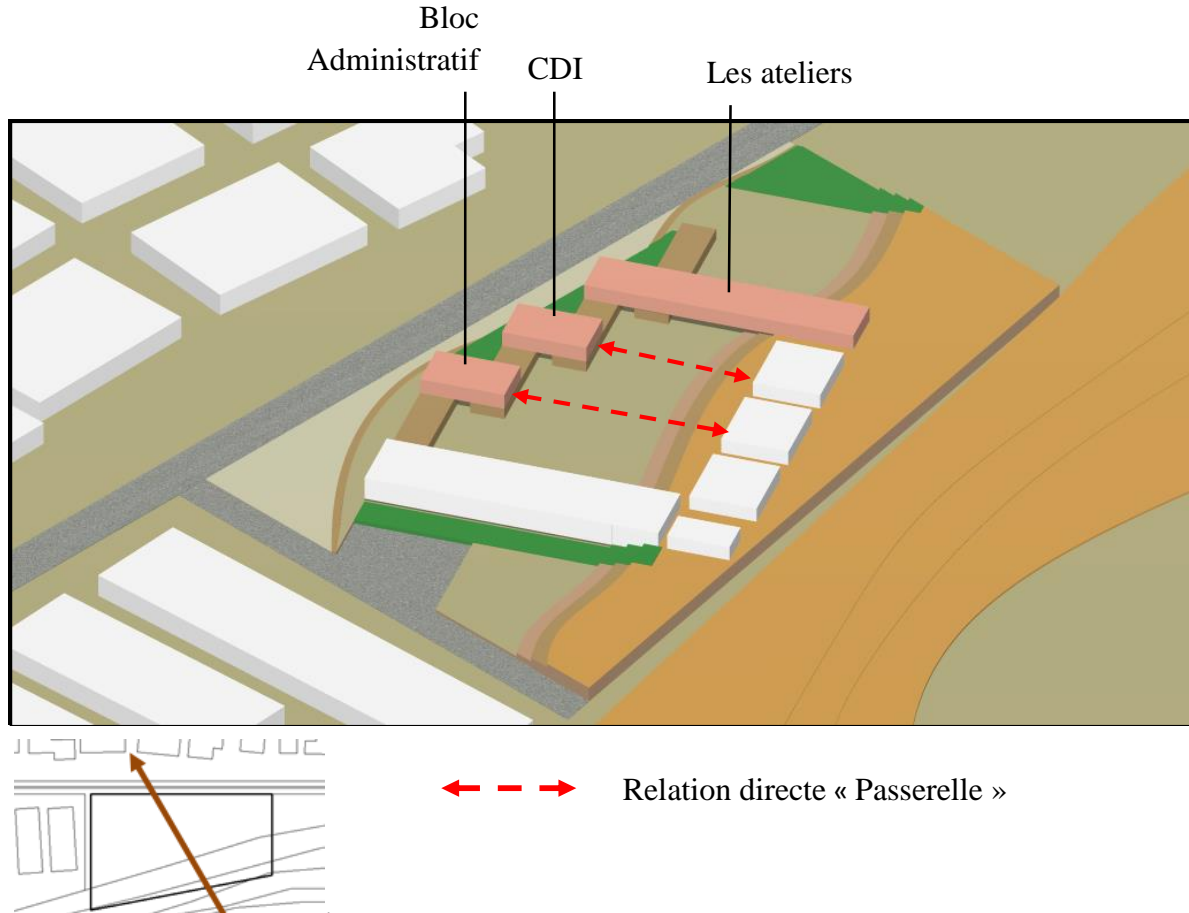 Bloc
Administratif
CDI
Les ateliers
Relation directe « Passerelle »